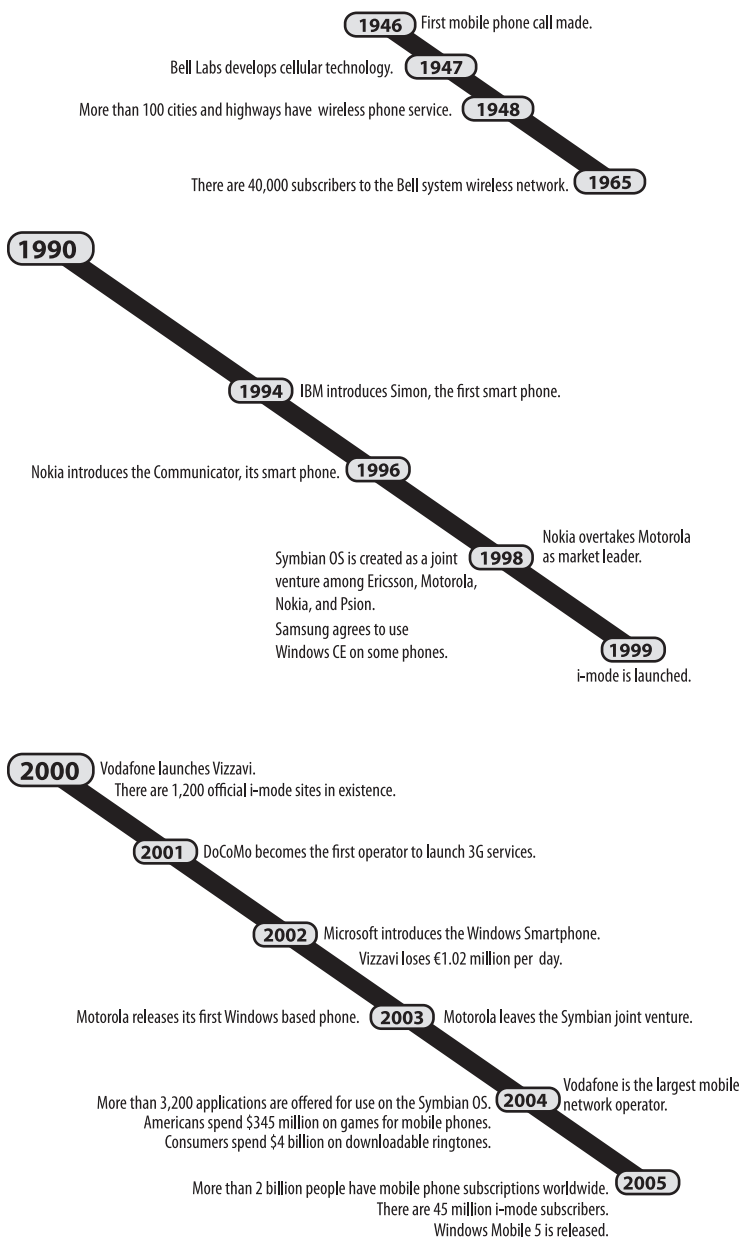 1946 First mobile phone call made.
Bell Labs develops cellular technology. 1947
More than 100 cities and highways have wireless phone service. 1948
There are 40,000 subscribers to the Bell system wireless network. 1965
1990
1994 IBM introduces Simon, the first smart phone.
Nokia introduces the Communicator, its smart phone. 1996
Symbian OS is created as a joint
venture among Ericsson, Motorola,
Nokia, and Psion.
Samsung agrees to use
Windows CE on some phones.
1998
Nokia overtakes Motorola
as market leader.
1999
i-mode is launched.
2000 Vodafone launches Vizzavi.
There are 1,200 official i-mode sites in existence.
2001 DoCoMo becomes the first operator to launch 3G services.
2002 Microsoft introduces the Windows Smartphone.
Vizzavi loses €1.02 million per day.
Motorola releases its first Windows based phone. 2003 Motorola leaves the Symbian joint venture.
More than 3,200 applications are offered for use on the Symbian OS.
Americans spend $345 million on games for mobile phones.
Consumers spend $4 billion on downloadable ringtones.
2004
Vodafone is the largest mobile
network operator.
More than 2 billion people have mobile phone subscriptions worldwide. 2005
There are 45 million i-mode subscribers.
Windows Mobile 5 is released.